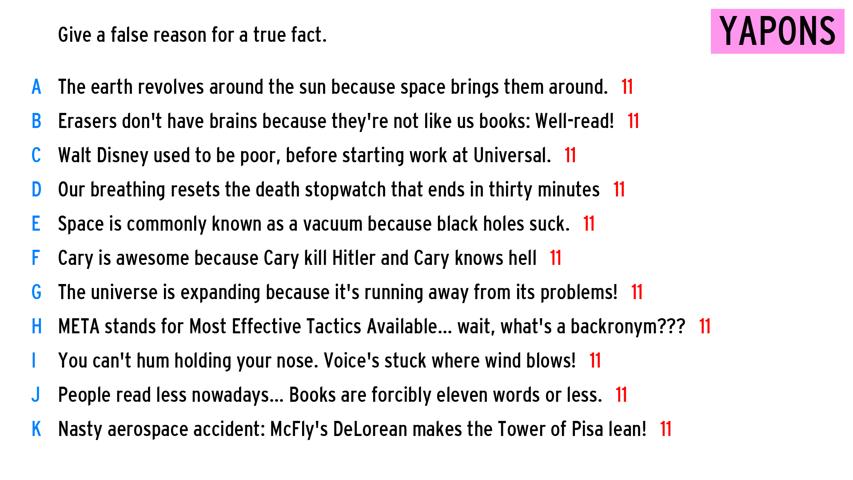 Give a false reason for a true fact.
YAPONS
A The earth revolves around the sun because space brings them around. 11
B Erasers don't have brains because they're not like us books: Well-read! 11
C Walt Disney used to be poor, before starting work at Universal. 11
D Our breathing resets the death stopwatch that ends in thirty minutes 11
E Space is commonly known as a vacuum because black holes suck. 11
F Cary is awesome because Cary kill Hitler and Cary knows hell 11
G The universe is expanding because it's running away from its problems! 11
H META stands for Most Effective Tactics Available... wait, what's a backronym??? 11
I You can't hum holding your nose. Voice's stuck where wind blows! 11
J People read less nowadays... Books are forcibly eleven words or less. 11
K Nasty aerospace accident: McFly's DeLorean makes the Tower of Pisa lean! 11